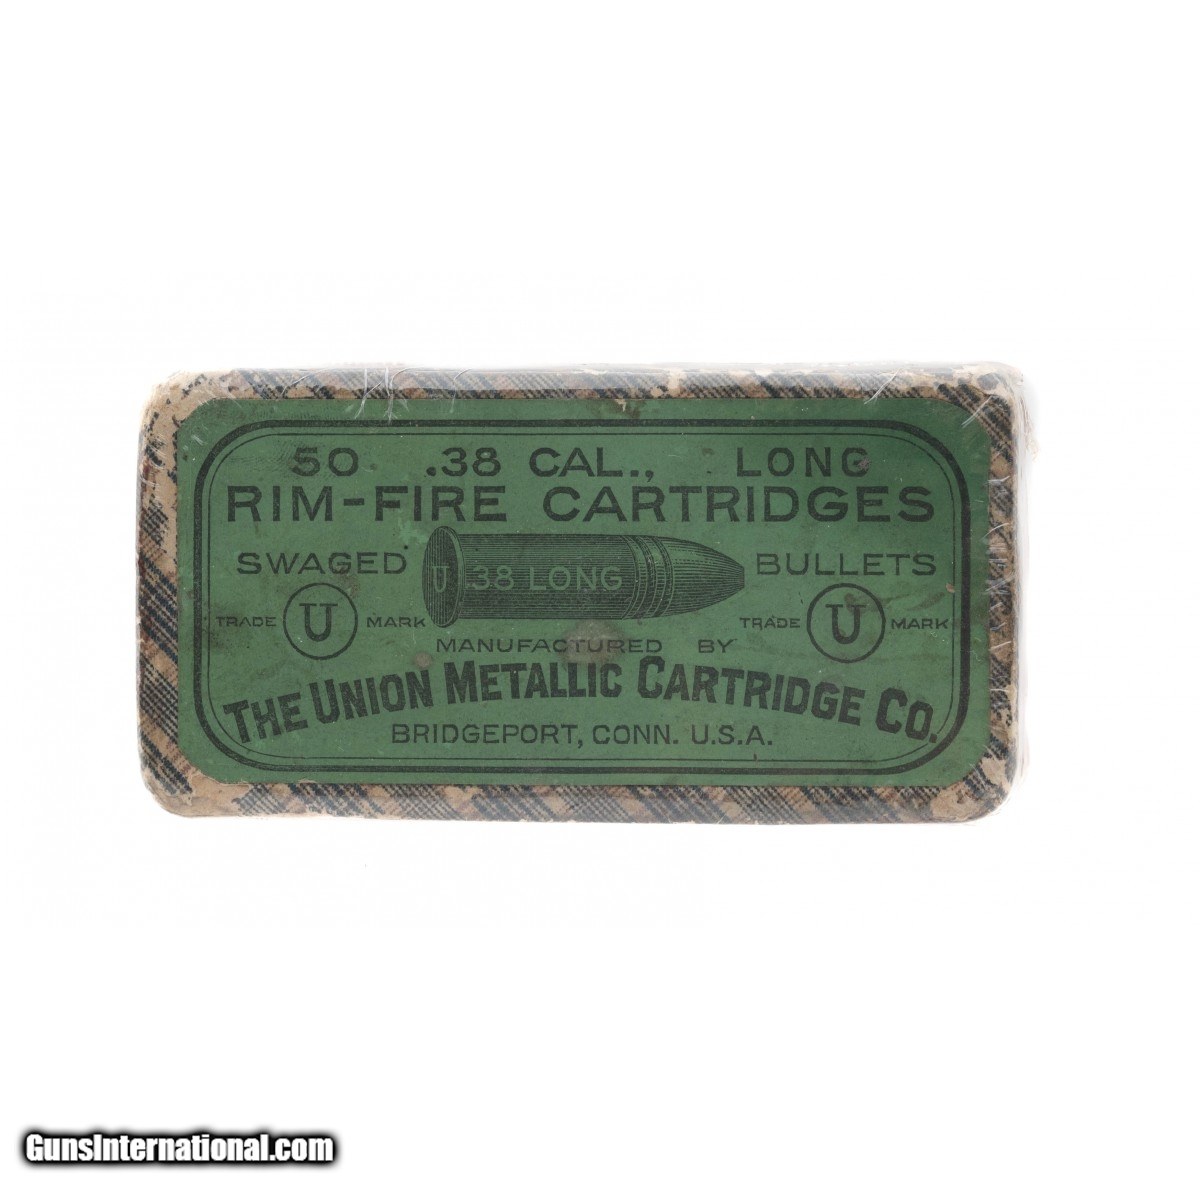 50 .38 CAL., LONG
RIM-FIRE CARTRIDGES
SWAGED U .38 LONG BULLETS
TRADE U MARK TRADE U MARK
MANUFACTURED BY
THE UNION METALLIC CARTRIDGE CO.
BRIDGEPORT, CONN. U.S.A.
GunsInternational.com